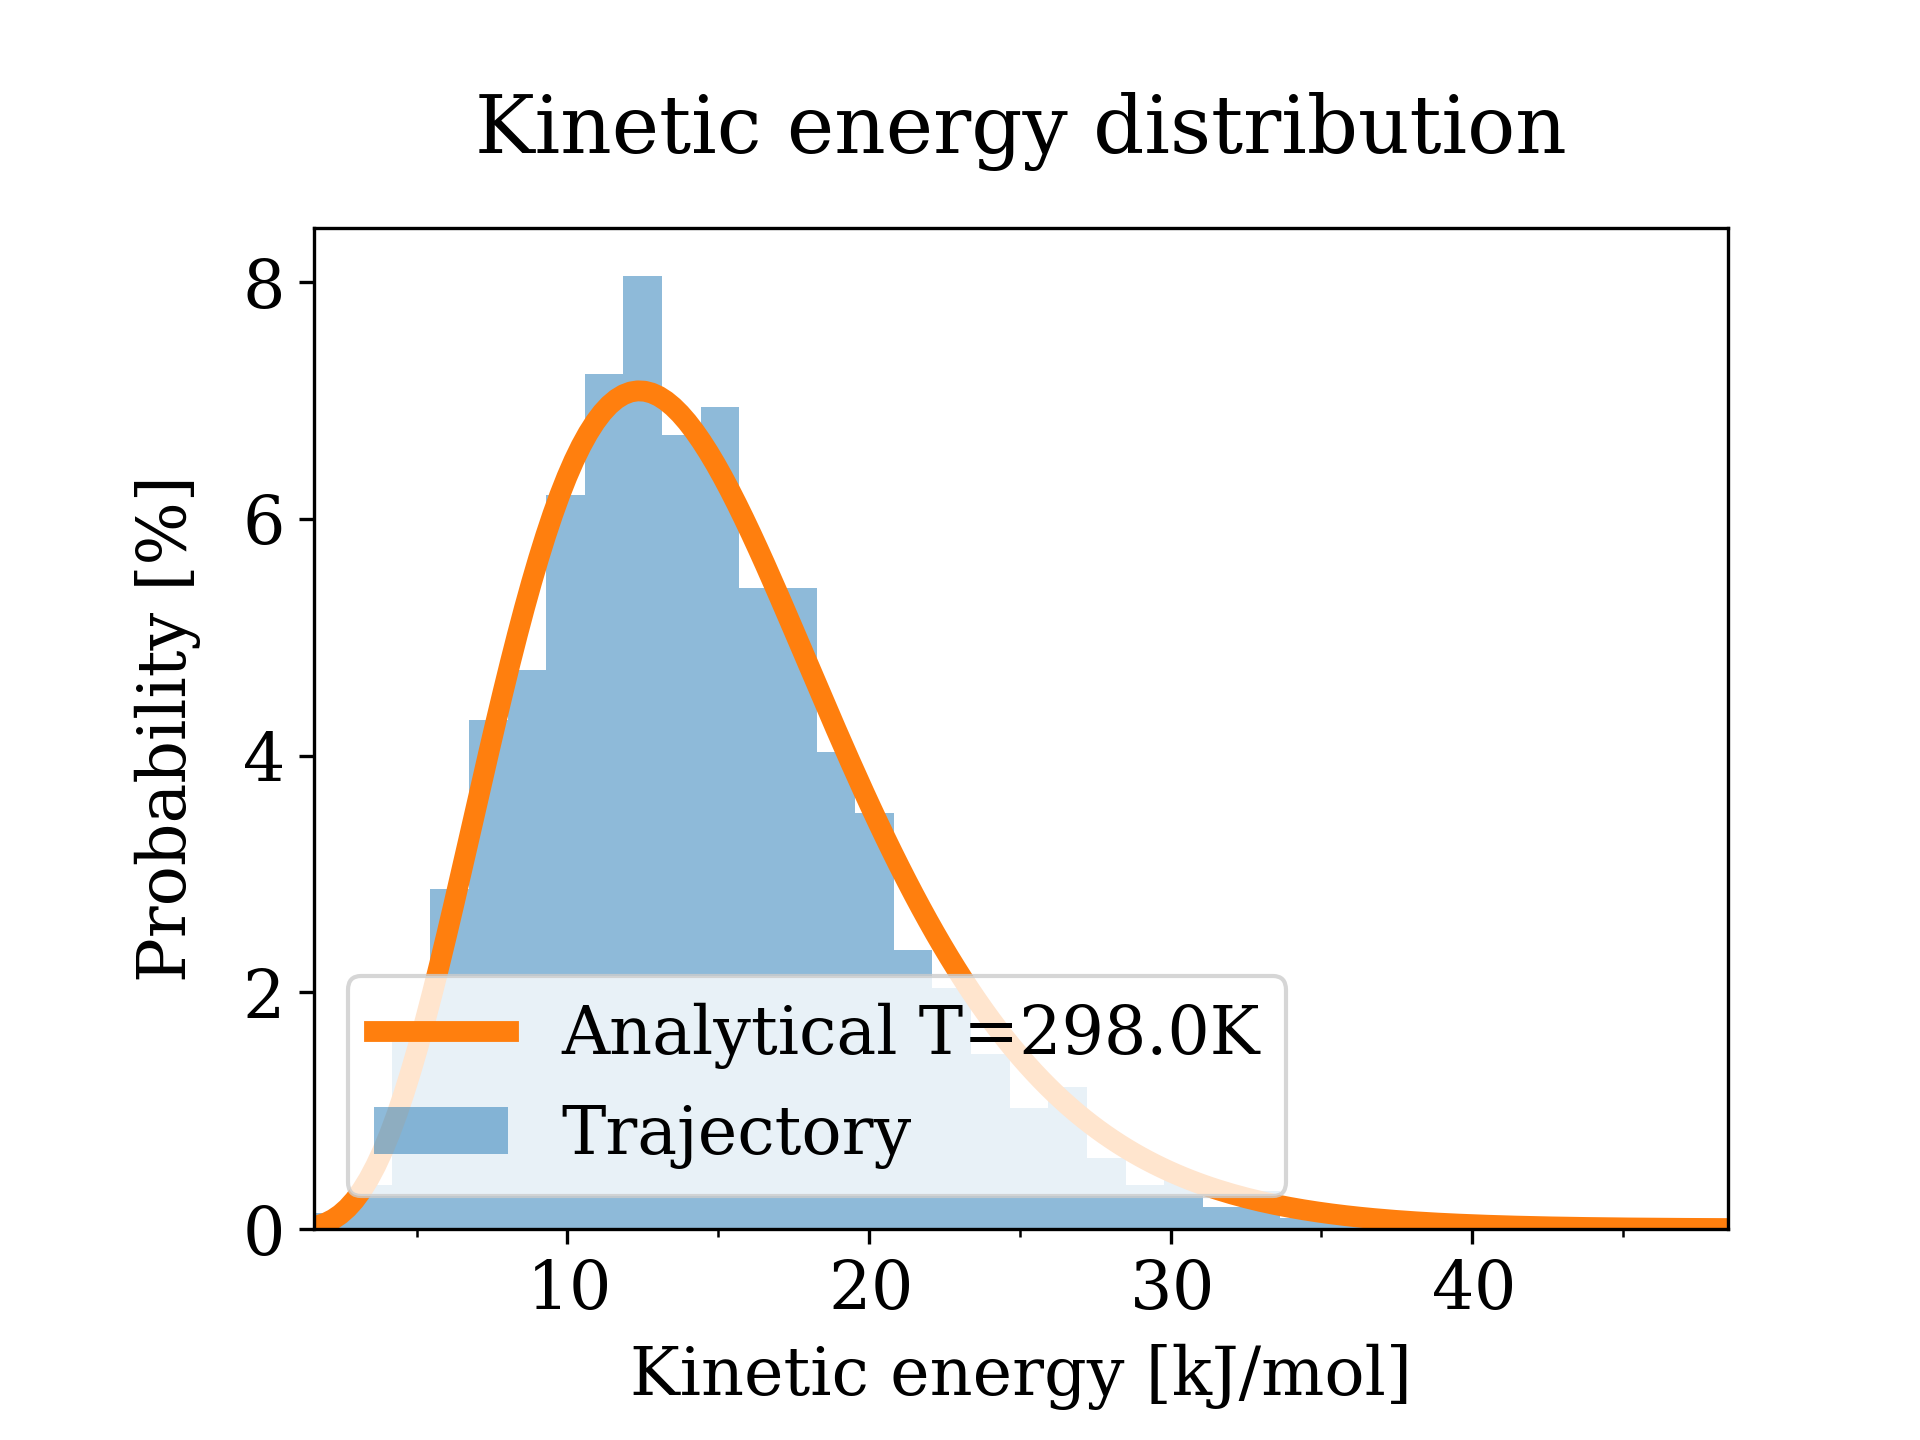 Kinetic energy distribution
8
6
4
2
0
Probability [%]
Analytical T=298.0K
Trajectory
10 20 30 40
Kinetic energy [kJ/mol]